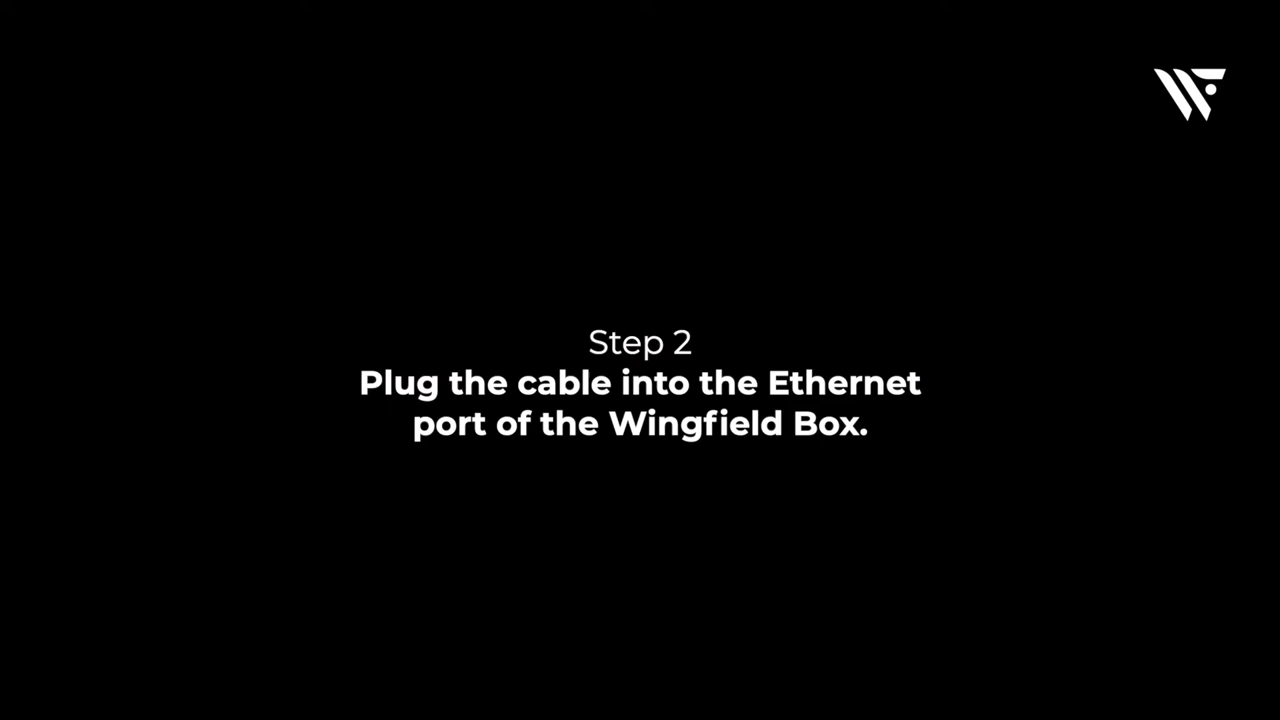 Step 2
Plug the cable into the Ethernet
port of the Wingfield Box.